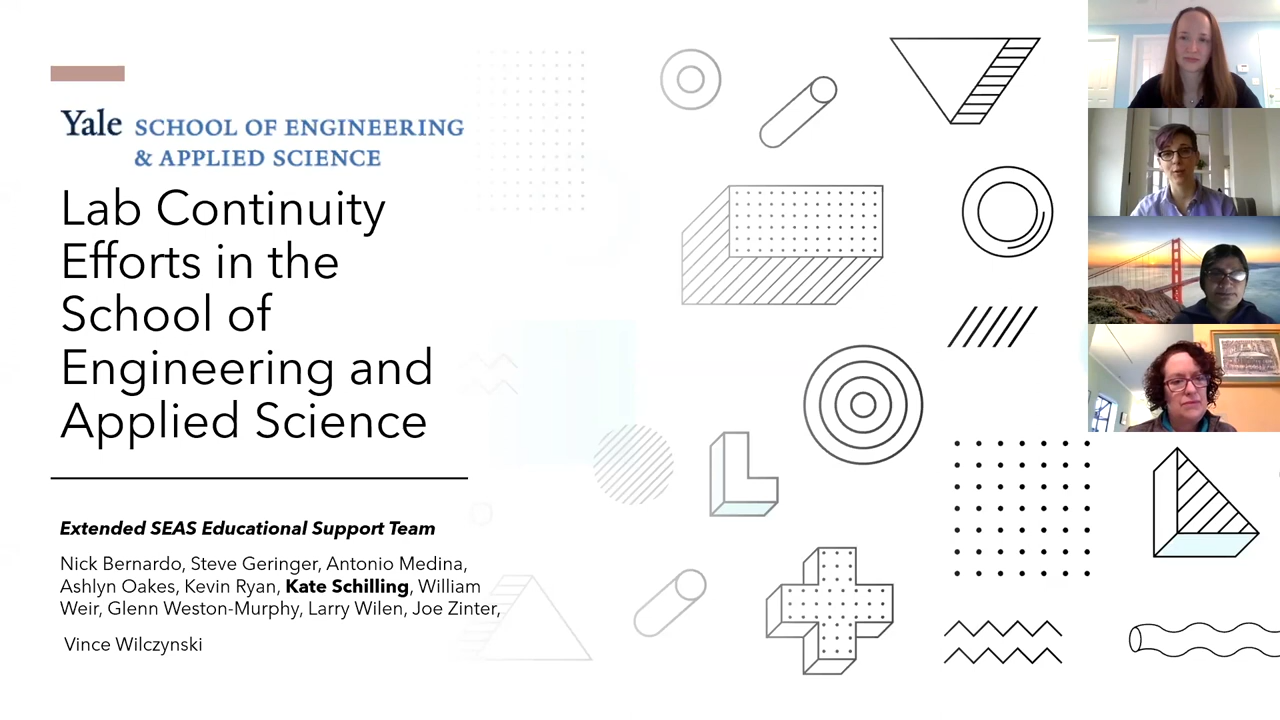 Yale SCHOOL OF ENGINEERING
& APPLIED SCIENCE
Lab Continuity
Efforts in the
School of
Engineering and
Applied Science
Extended SEAS Educational Support Team
Nick Bernardo, Steve Geringer, Antonio Medina,
Ashlyn Oakes, Kevin Ryan, Kate Schilling, William
Weir, Glenn Weston-Murphy, Larry Wilen, Joe Zinter,
Vince Wilczynski